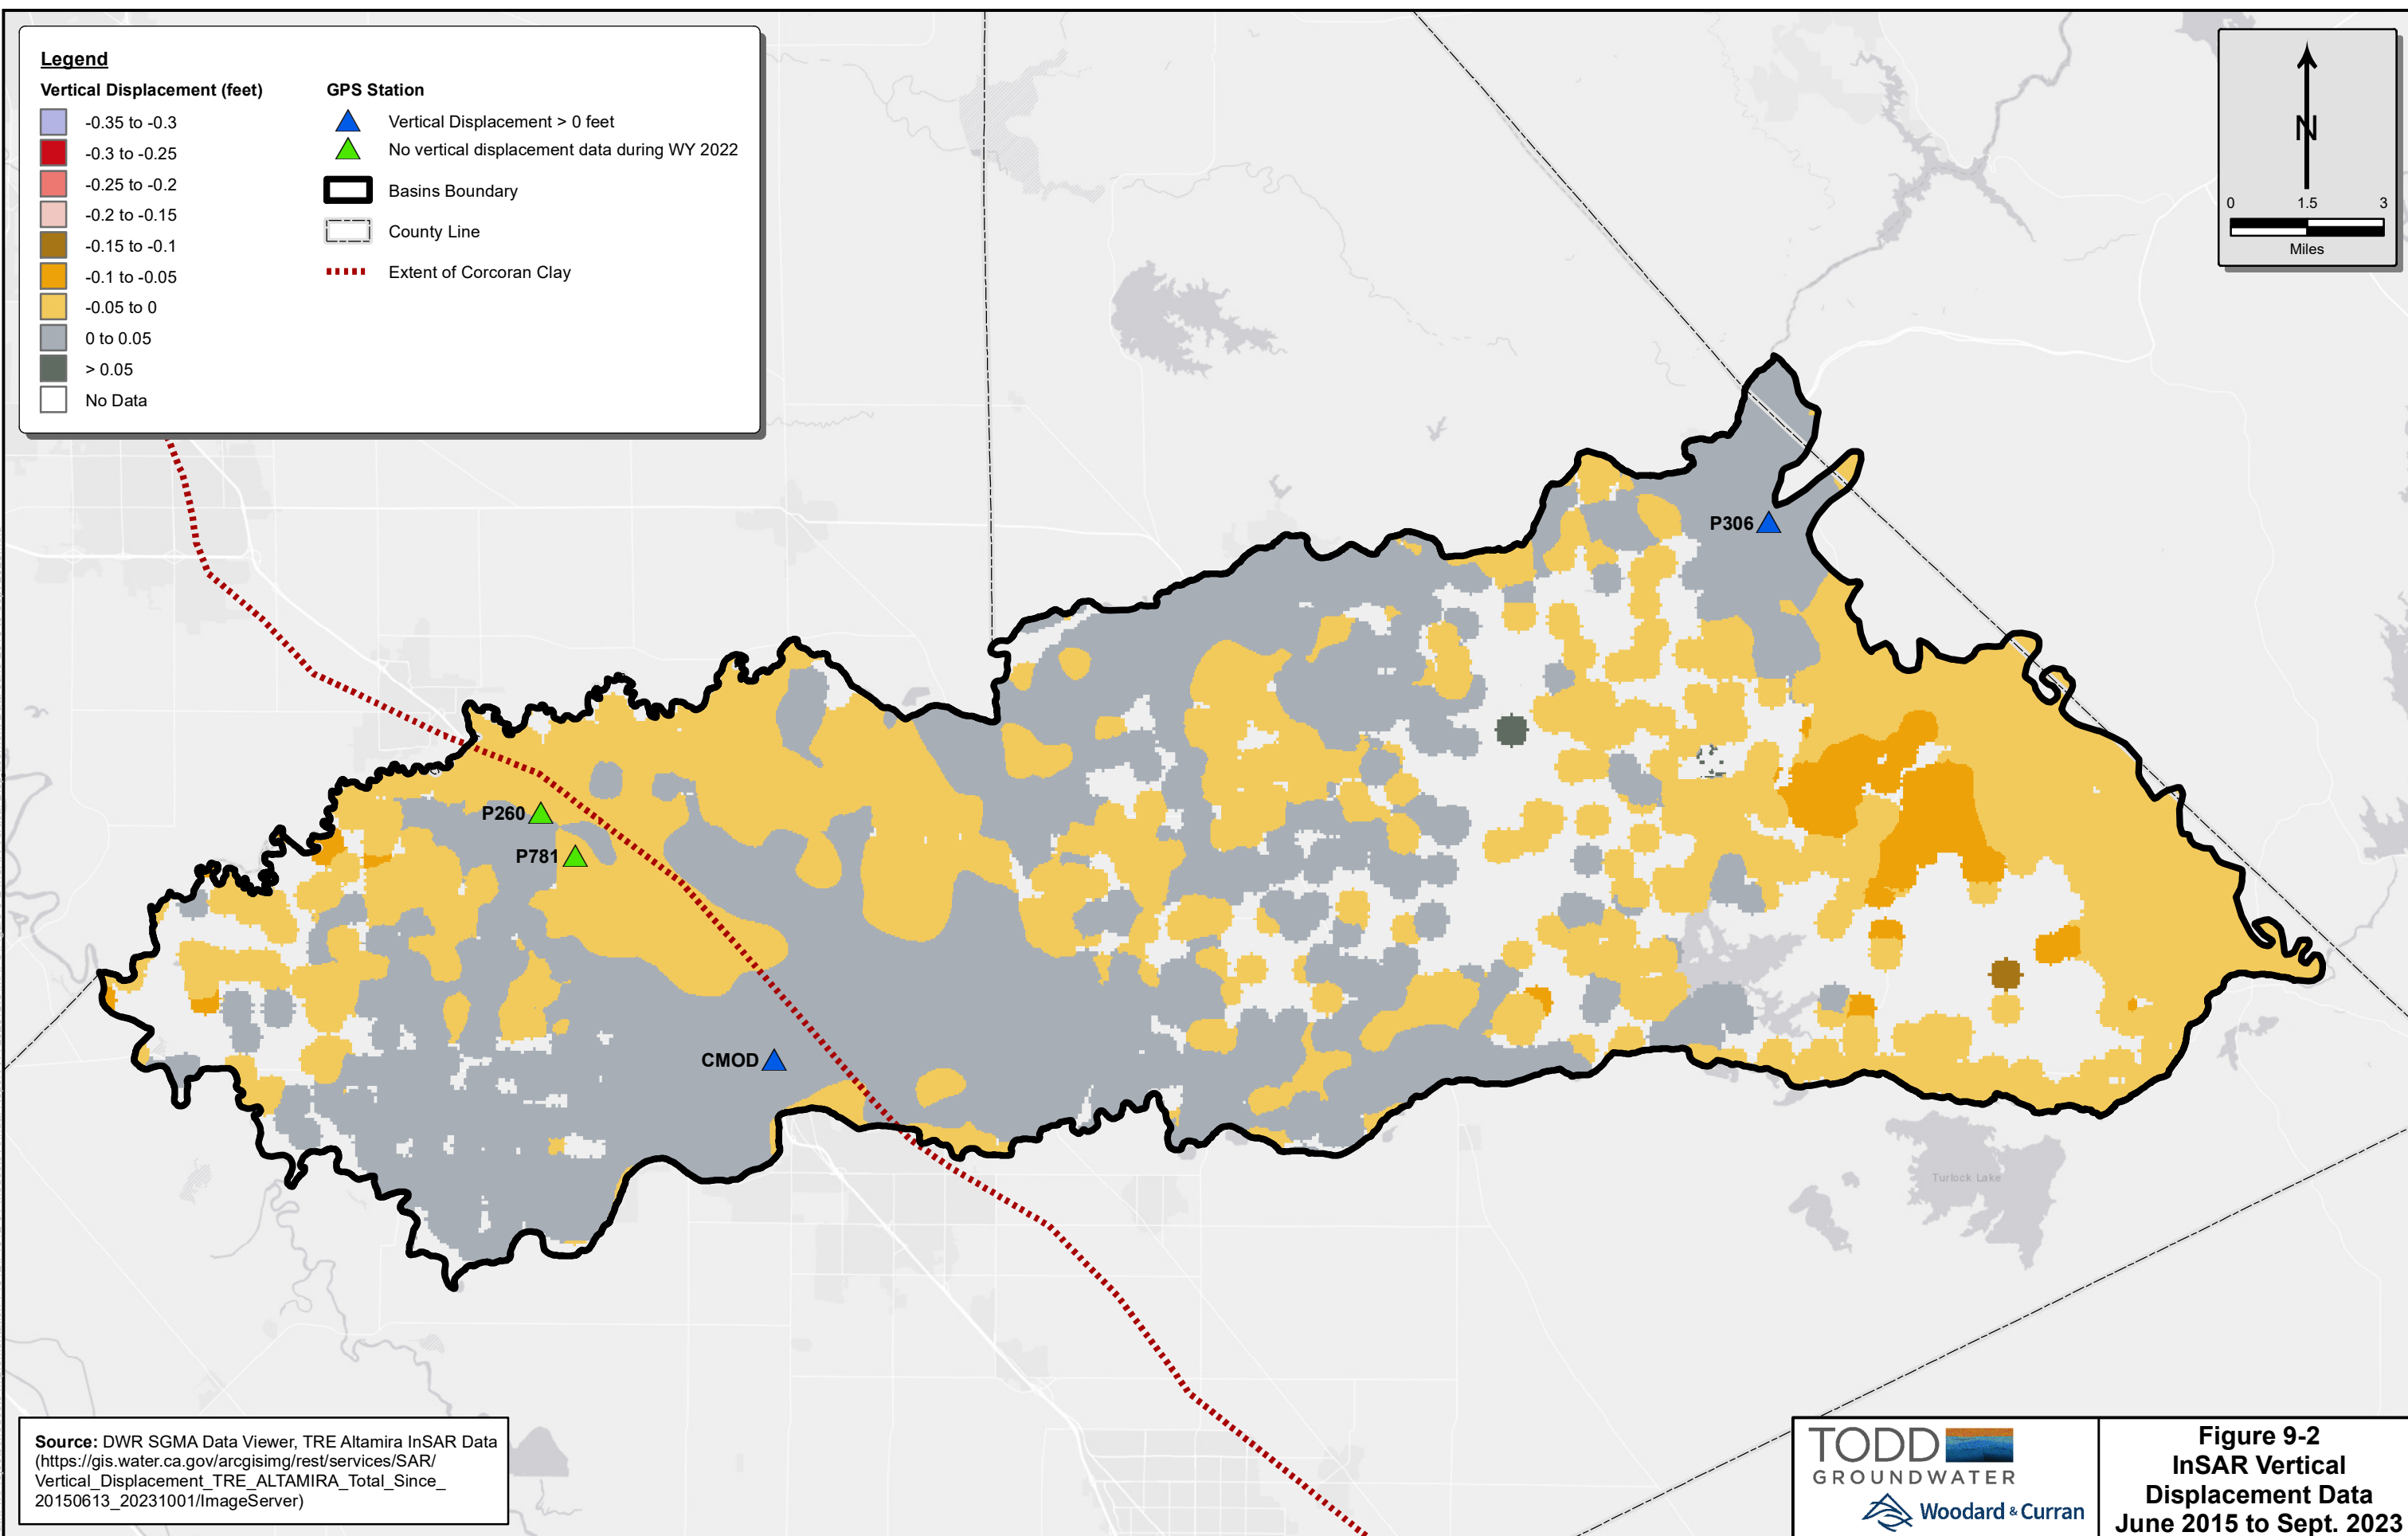 Legend
Vertical Displacement (feet)
-0.35 to -0.3
-0.3 to -0.25
-0.25 to -0.2
-0.2 to -0.15
-0.15 to -0.1
-0.1 to -0.05
-0.05 to 0
0 to 0.05
> 0.05
No Data
GPS Station
Vertical Displacement > 0 feet
No vertical displacement data during WY 2022
Basins Boundary
County Line
Extent of Corcoran Clay
N
0 1.5 3
Miles
P306
P260
P781
CMOD
Turlock Lake
Source: DWR SGMA Data Viewer, TRE Altamira InSAR Data
(https://gis.water.ca.gov/arcgisimg/rest/services/SAR/
Vertical_Displacement_TRE_ALTAMIRA_Total_Since_
20150613_20231001/ImageServer)
TODD
GROUNDWATER
Woodard & Curran
Figure 9-2
InSAR Vertical
Displacement Data
June 2015 to Sept. 2023